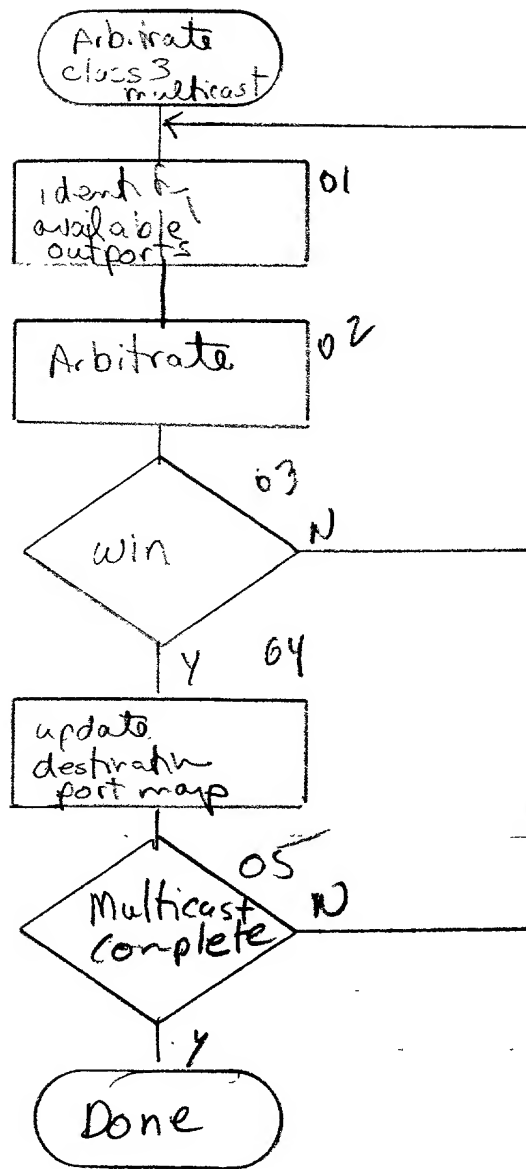 Arbitrate
class 3
multicast
identify
available
outports
01
Arbitrate
02
03
win
N
Y
04
update
destination
port map
05
Multicast
complete
N
Y
Done